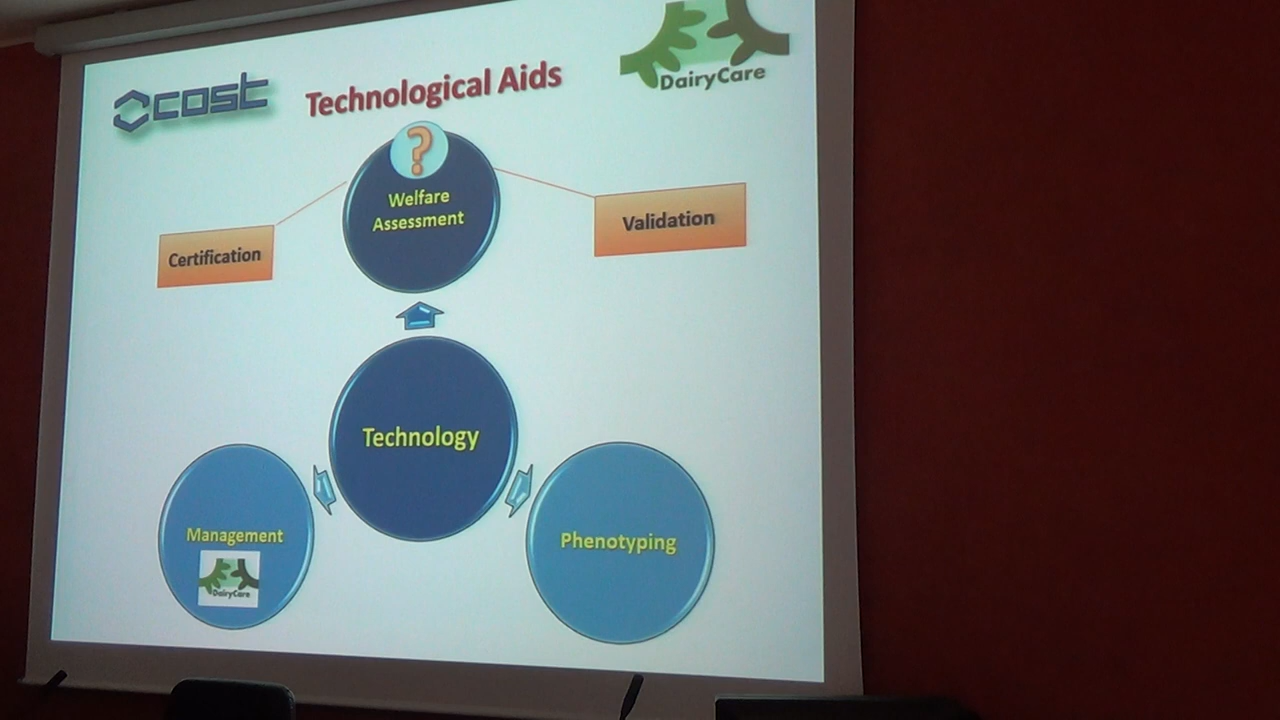 cost
Technological Aids
DairyCare
?
Welfare
Assessment
Certification
Validation
Technology
Management
DairyCare
Phenotyping